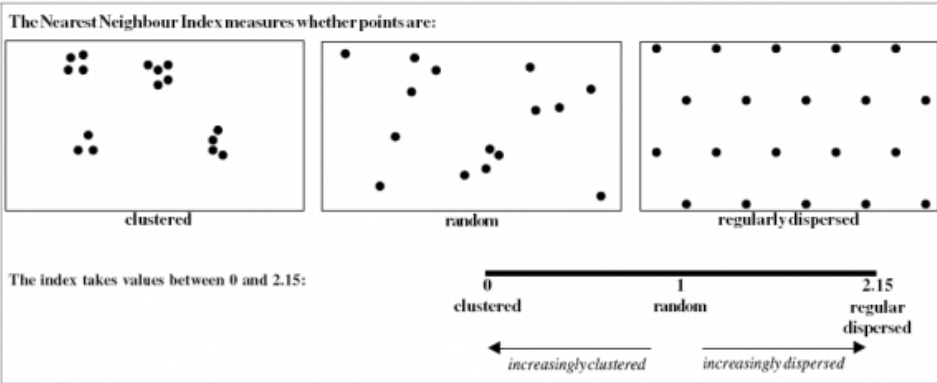 The Nearest Neighbour Index measures whether points are:
clustered
random
regularly dispersed
The index takes values between 0 and 2.15:
0
1
2.15
clustered
random
regular
dispersed
increasingly clustered
increasingly dispersed